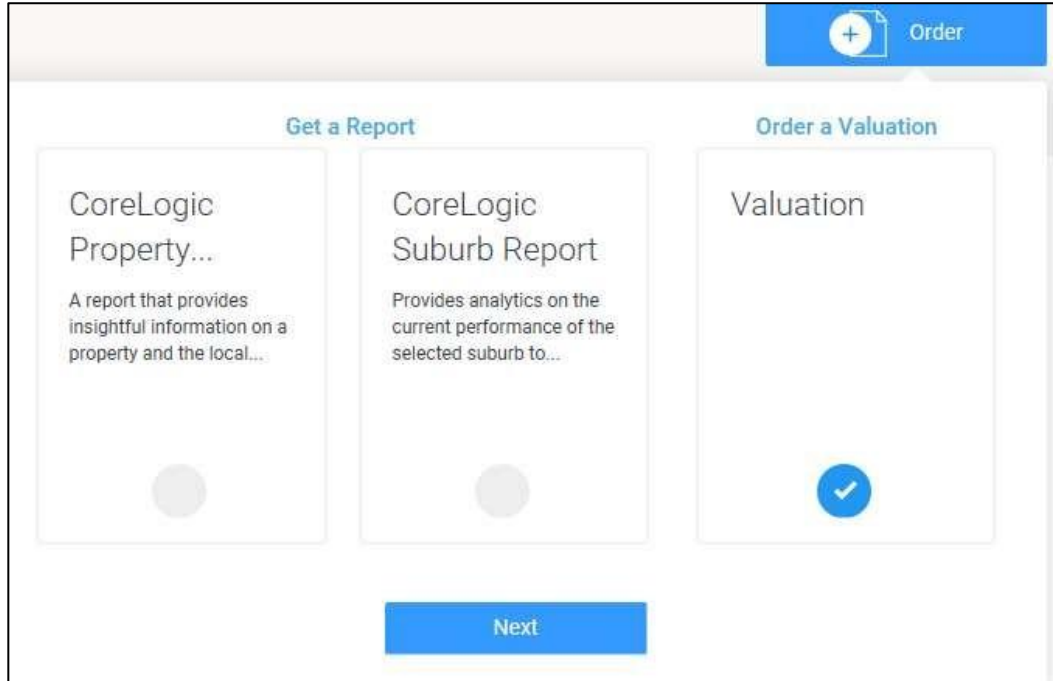 Order
Get a Report
Order a Valuation
CoreLogic
Property...
A report that provides
insightful information on a
property and the local...
CoreLogic
Suburb Report
Provides analytics on the
current performance of the
selected suburb to...
Valuation
Next